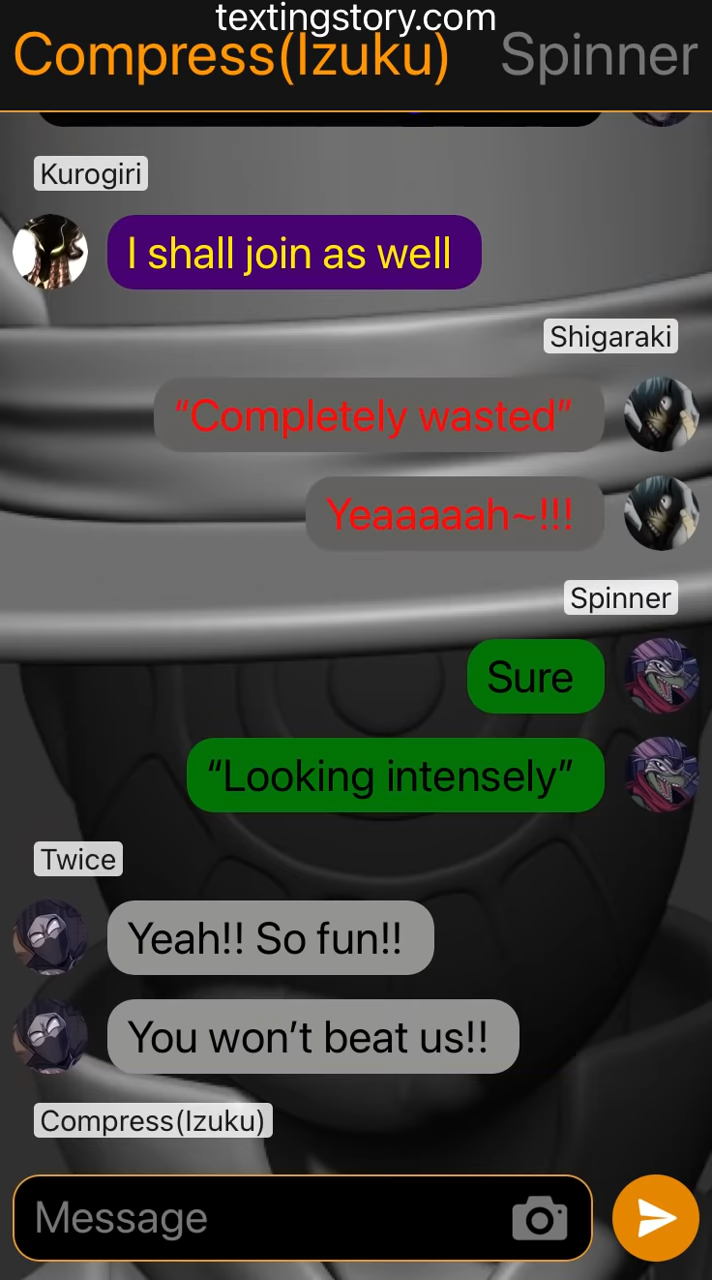 textingstory.com
Compress(Izuku) Spinner
Kurogiri
I shall join as well
Shigaraki
“Completely wasted”
Yeaaaaah~!!!
Spinner
Sure
“Looking intensely”
Twice
Yeah!! So fun!!
You won’t beat us!!
Compress(Izuku)
Message